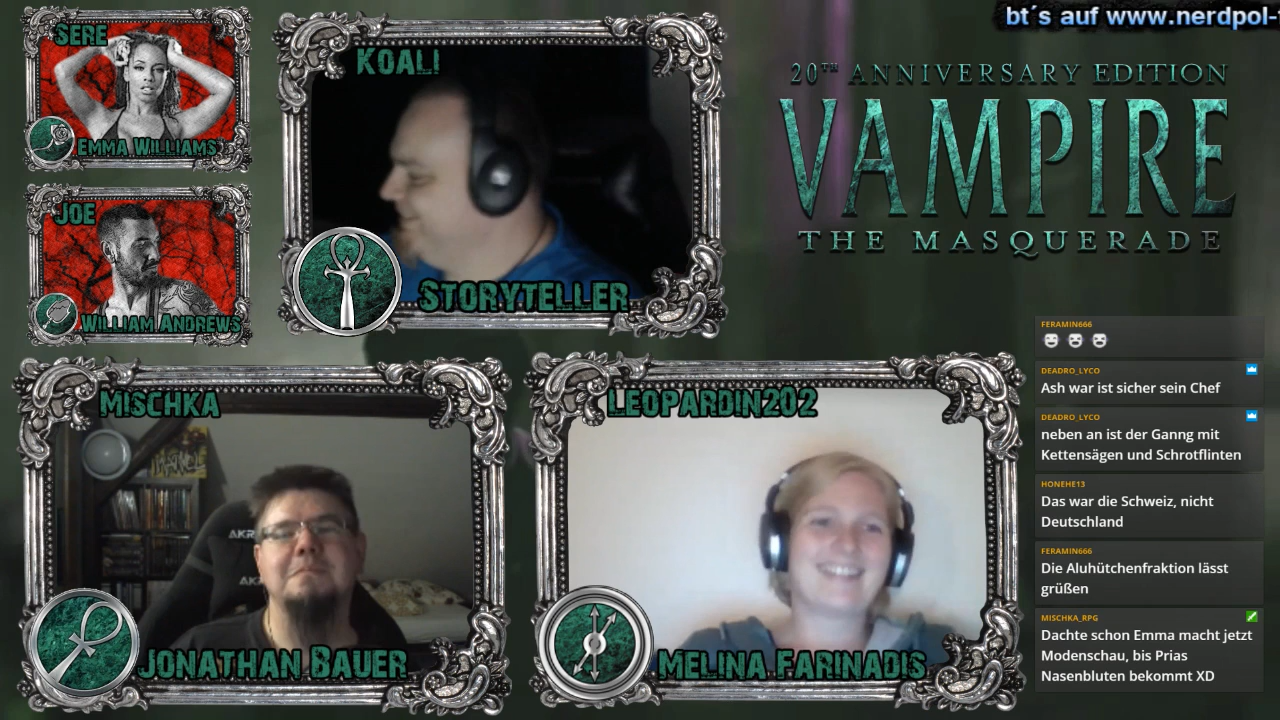 bt´s auf www.nerdpol-
SERE
EMMA WILLIAMS
JOE
WILLIAM ANDREWS
KOALI
STORYTELLER
20TH ANNIVERSARY EDITION
VAMPIRE
THE MASQUERADE
MISCHKA
AKR
AK
JONATHAN BAUER
LEOPARDIN202
MELINA FARINADIS
FERAMIN666
DEADRO_LYCO
Ash war ist sicher sein Chef
DEADRO_LYCO
neben an ist der Ganng mit
Kettensägen und Schrotflinten
HONEHE13
Das war die Schweiz, nicht
Deutschland
FERAMIN666
Die Aluhütchenfraktion lässt
grüßen
MISCHKA_RPG
Dachte schon Emma macht jetzt
Modenschau, bis Prias
Nasenbluten bekommt XD